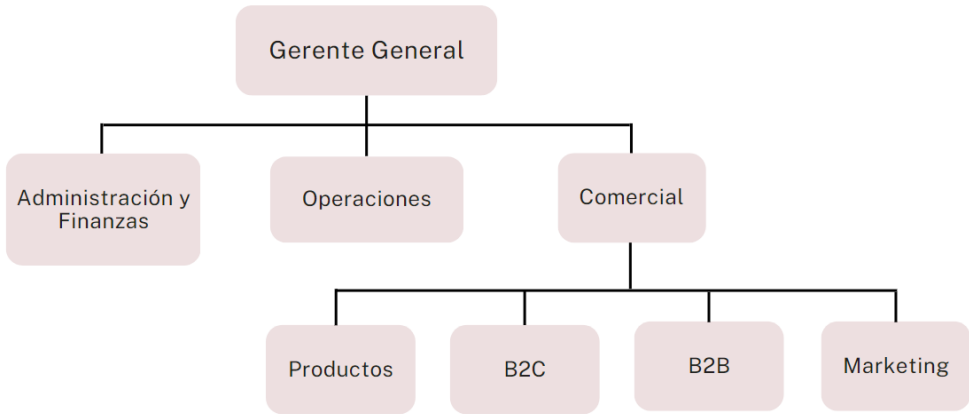 Gerente General
Administración y
Finanzas
Operaciones
Comercial
Productos
B2C
B2B
Marketing